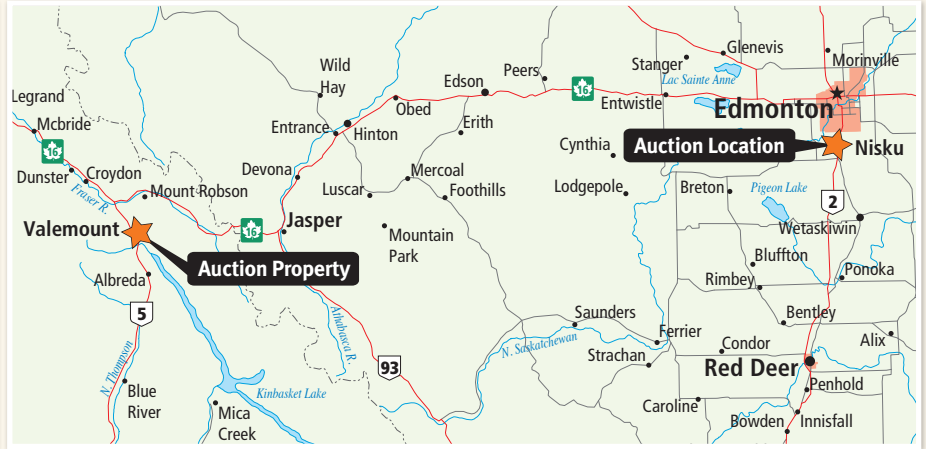 Glenevis
Morinville
Wild
Hay
Peers
Stanger
Lac Sainte Anne
Edson
16
Legrand
Obed
Entwistle
Edmonton
Mcbride
Entrance
Hinton
Erith
Cynthia
Auction Location
Nisku
16
Dunster
Croydon
Devona
Mercoal
Fraser R.
Mount Robson
Luscar
Foothills
Lodgepole
Breton
Pigeon Lake
2
Valemount
16
Jasper
Mountain
Park
Wetaskiwin
Auction Property
Bluffton
Albreda
Rimbey
Ponoka
5
Athabasca R.
Saunders
Bentley
N. Saskatchewan
Ferrier
Alix
N. Thompson
93
Strachan
Condor
Red Deer
Blue
River
Kinbasket Lake
Penhold
Mica
Creek
Caroline
Bowden
Innisfail